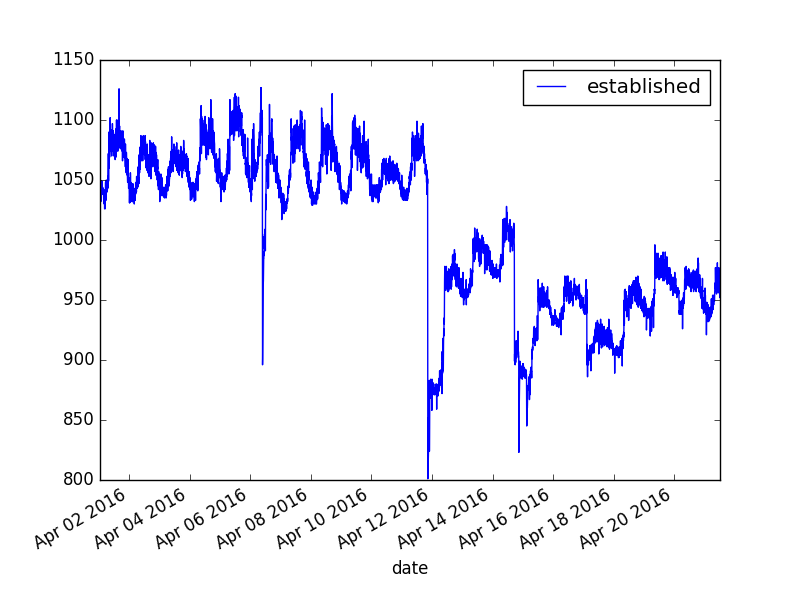 1150
established
1100
1050
1000
950
900
850
800
Apr 02 2016
Apr 04 2016
Apr 06 2016
Apr 08 2016
Apr 10 2016
Apr 12 2016
Apr 14 2016
Apr 16 2016
Apr 18 2016
Apr 20 2016
date